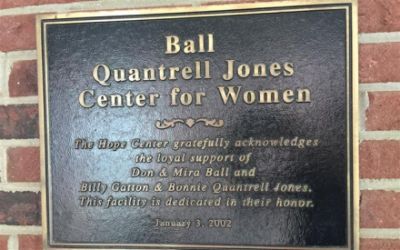 Ball
Quantrell Jones
Center for Women
The Hope Center gratefully acknowledges
the loyal support of
Don & Mira Ball and
Billy Gatton & Bonnie Quantrell Jones.
This facility is dedicated in their honor.
January 3, 2002